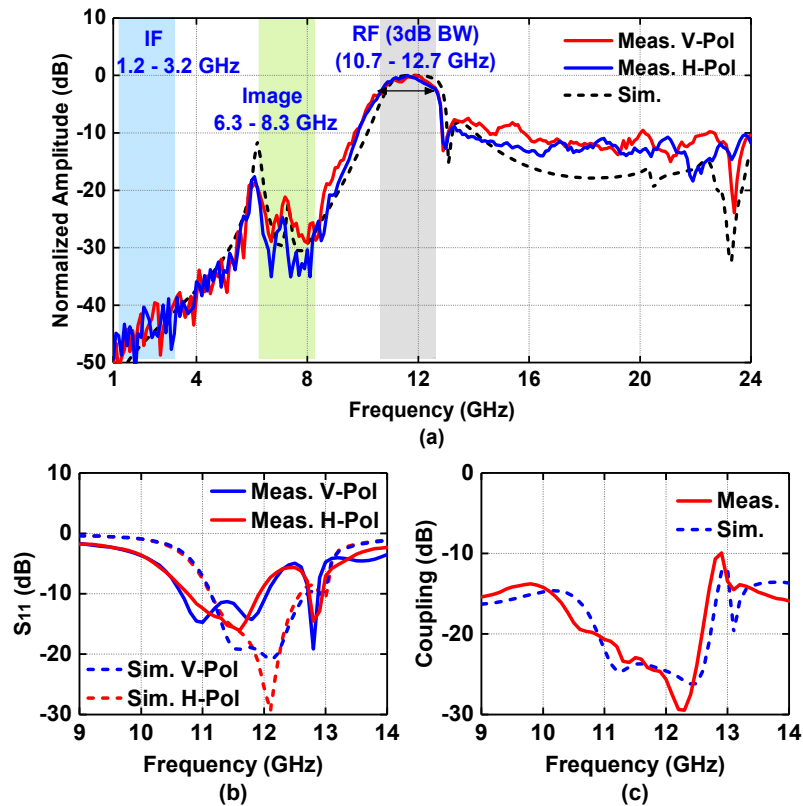 IF
1.2 - 3.2 GHz
Image
6.3 - 8.3 GHz
RF (3dB BW)
(10.7 - 12.7 GHz)
Meas. V-Pol
Meas. H-Pol
Sim.
Normalized Amplitude (dB)
10
0
-10
-20
-30
-40
-50
1 4 8 12 16 20 24
Frequency (GHz)
(a)
S11 (dB)
10
0
-10
-20
-30
Meas. V-Pol
Meas. H-Pol
Sim. V-Pol
Sim. H-Pol
9 10 11 12 13 14
Frequency (GHz)
(b)
Coupling (dB)
0
-10
-20
-30
Meas.
Sim.
9 10 11 12 13 14
Frequency (GHz)
(c)